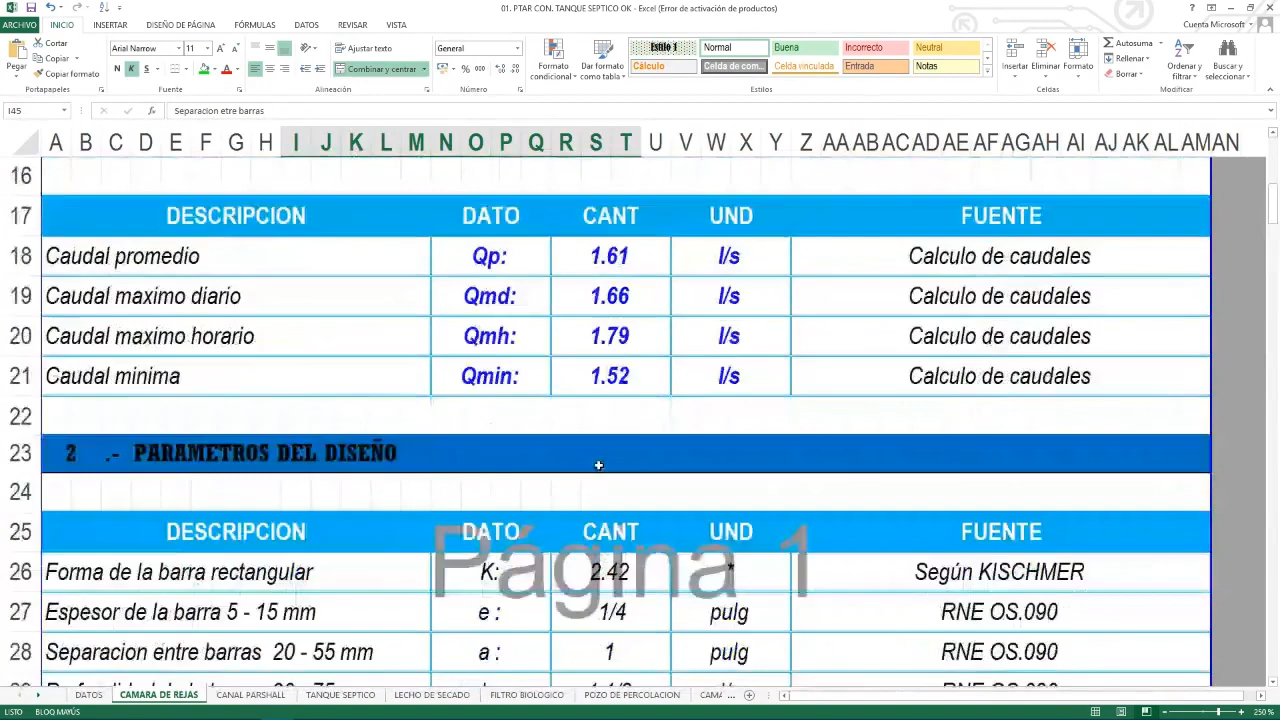 01. PTAR CON. TANQUE SEPTICO OK - Excel (Error de activación de productos)
ARCHIVO INICIO INSERTAR DISEÑO DE PÁGINA FÓRMULAS DATOS REVISAR VISTA Cuenta Microsoft
Cortar
Copiar
Copiar formato
Pegar
Arial Narrow 11
N K S
Ajustar texto
Combinar y centrar
General
% 000
Formato condicional
Dar formato como tabla
Estilo 1 Normal Buena Incorrecto Neutral
Cálculo Celda de com... Celda vinculada Entrada Notas
Insertar Eliminar Formato
Autosuma
Rellenar
Borrar
Ordenar y filtrar
Buscar y seleccionar
Portapapeles Fuente Alineación Número Estilos Celdas Modificar
I45 fx Separacion etre barras
A B C D E F G H I J K L M N O P Q R S T U V W X Y Z AA AB AC AD AE AF AG AH AI AJ AK AL AM AN
16
17 DESCRIPCION DATO CANT UND FUENTE
18 Caudal promedio Qp: 1.61 l/s Calculo de caudales
19 Caudal maximo diario Qmd: 1.66 l/s Calculo de caudales
20 Caudal maximo horario Qmh: 1.79 l/s Calculo de caudales
21 Caudal minima Qmin: 1.52 l/s Calculo de caudales
22
23 2 .- PARAMETROS DEL DISEÑO
24
25 DESCRIPCION DATO CANT UND FUENTE
Página 1
26 Forma de la barra rectangular K: 2.42 * Según KISCHMER
27 Espesor de la barra 5 - 15 mm e : 1/4 pulg RNE OS.090
28 Separacion entre barras 20 - 55 mm a : 1 pulg RNE OS.090
DATOS CAMARA DE REJAS CANAL PARSHALL TANQUE SEPTICO LECHO DE SECADO FILTRO BIOLOGICO POZO DE PERCOLACION CAMA ...
LISTO BLOQ MAYÚS 250 %